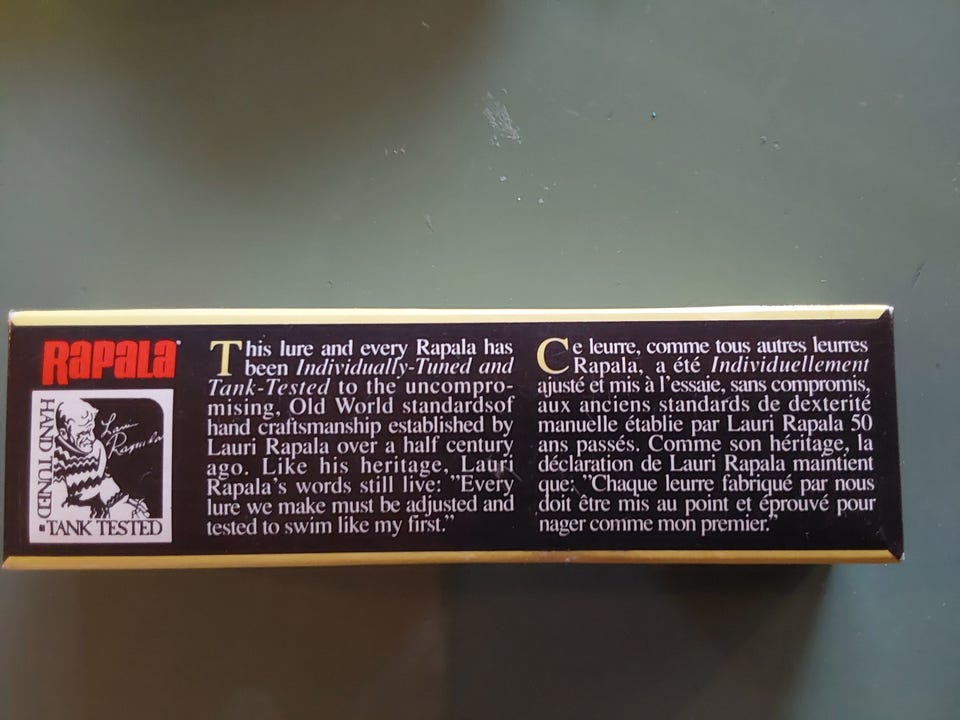 RAPALA
HAND TUNED
Lauri Rapala
TANK TESTED
This lure and every Rapala has
been Individually-Tuned and
Tank-Tested to the uncompro-
mising, Old World standardsof
hand craftsmanship established by
Lauri Rapala over a half century
ago. Like his heritage, Lauri
Rapala's words still live: "Every
lure we make must be adjusted and
tested to swim like my first."
Ce leurre, comme tous autres leurres
Rapala, a été Individuellement
ajusté et mis à l'essaie, sans compromis,
aux anciens standards de dexterité
manuelle établie par Lauri Rapala 50
ans passés. Comme son héritage, la
déclaration de Lauri Rapala maintient
que: "Chaque leurre fabriqué par nous
doit être mis au point et éprouvé pour
nager comme mon premier."